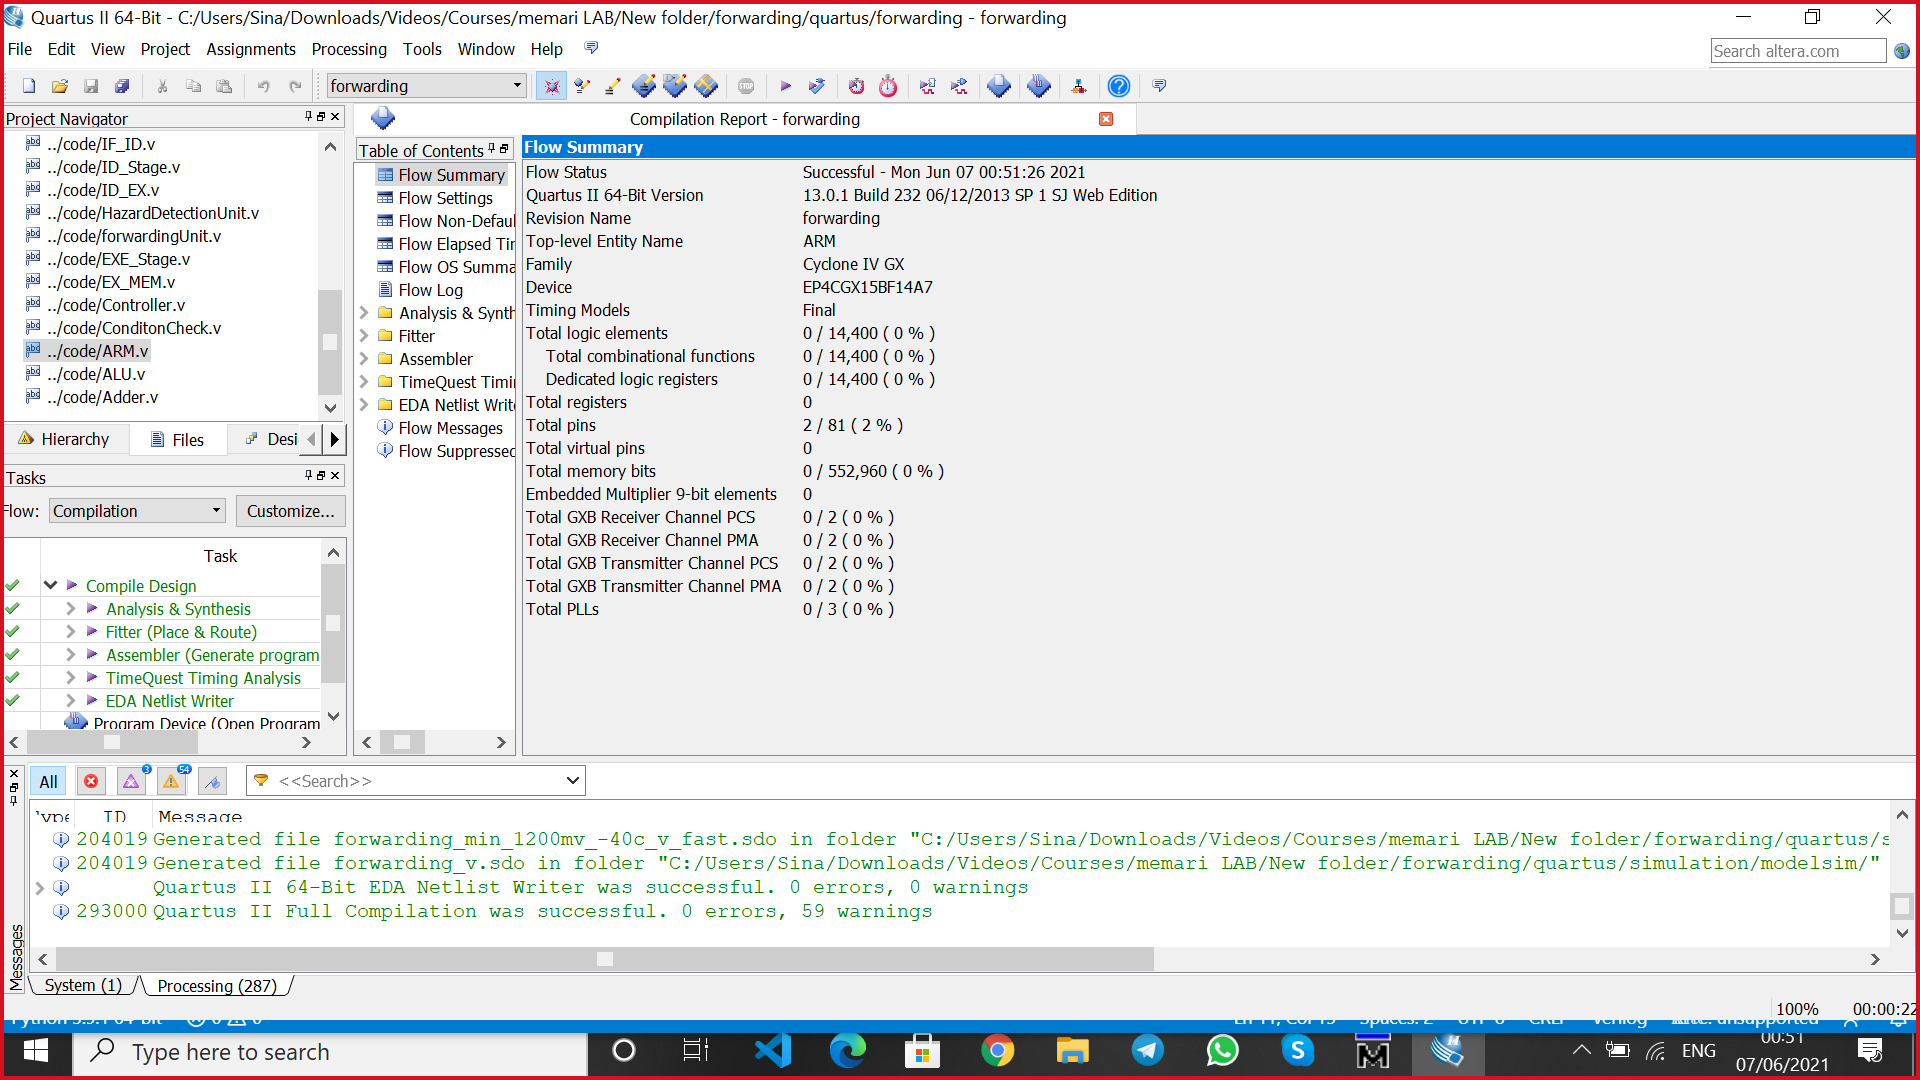 Quartus II 64-Bit - C:/Users/Sina/Downloads/Videos/Courses/memari LAB/New folder/forwarding/quartus/forwarding - forwarding
File Edit View Project Assignments Processing Tools Window Help
Search altera.com
forwarding
Project Navigator
../code/IF_ID.v
../code/ID_Stage.v
../code/ID_EX.v
../code/HazardDetectionUnit.v
../code/forwardingUnit.v
../code/EXE_Stage.v
../code/EX_MEM.v
../code/Controller.v
../code/ConditonCheck.v
../code/ARM.v
../code/ALU.v
../code/Adder.v
Hierarchy Files Desi
Tasks
Flow: Compilation Customize...
Task
Compile Design
Analysis & Synthesis
Fitter (Place & Route)
Assembler (Generate program
TimeQuest Timing Analysis
EDA Netlist Writer
Program Device (Open Program
Compilation Report - forwarding
Table of Contents
Flow Summary
Flow Settings
Flow Non-Defaul
Flow Elapsed Tir
Flow OS Summa
Flow Log
Analysis & Synth
Fitter
Assembler
TimeQuest Timi
EDA Netlist Write
Flow Messages
Flow Suppressed
Flow Summary
Flow Status Successful - Mon Jun 07 00:51:26 2021
Quartus II 64-Bit Version 13.0.1 Build 232 06/12/2013 SP 1 SJ Web Edition
Revision Name forwarding
Top-level Entity Name ARM
Family Cyclone IV GX
Device EP4CGX15BF14A7
Timing Models Final
Total logic elements 0 / 14,400 ( 0 % )
Total combinational functions 0 / 14,400 ( 0 % )
Dedicated logic registers 0 / 14,400 ( 0 % )
Total registers 0
Total pins 2 / 81 ( 2 % )
Total virtual pins 0
Total memory bits 0 / 552,960 ( 0 % )
Embedded Multiplier 9-bit elements 0
Total GXB Receiver Channel PCS 0 / 2 ( 0 % )
Total GXB Receiver Channel PMA 0 / 2 ( 0 % )
Total GXB Transmitter Channel PCS 0 / 2 ( 0 % )
Total GXB Transmitter Channel PMA 0 / 2 ( 0 % )
Total PLLs 0 / 3 ( 0 % )
All 3 54 <<Search>>
Type ID Message
204019 Generated file forwarding_min_1200mv_-40c_v_fast.sdo in folder "C:/Users/Sina/Downloads/Videos/Courses/memari LAB/New folder/forwarding/quartus/s
204019 Generated file forwarding_v.sdo in folder "C:/Users/Sina/Downloads/Videos/Courses/memari LAB/New folder/forwarding/quartus/simulation/modelsim/"
Quartus II 64-Bit EDA Netlist Writer was successful. 0 errors, 0 warnings
293000 Quartus II Full Compilation was successful. 0 errors, 59 warnings
Messages
System (1) Processing (287)
100% 00:00:22
Type here to search
ENG
00:51
07/06/2021